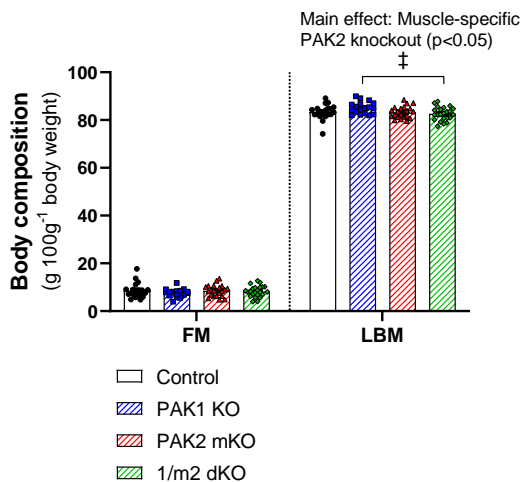 Main effect: Muscle-specific
PAK2 knockout (p<0.05)
‡
Body composition
(g 100g-1 body weight)
100
80
60
40
20
0
FM
LBM
Control
PAK1 KO
PAK2 mKO
1/m2 dKO